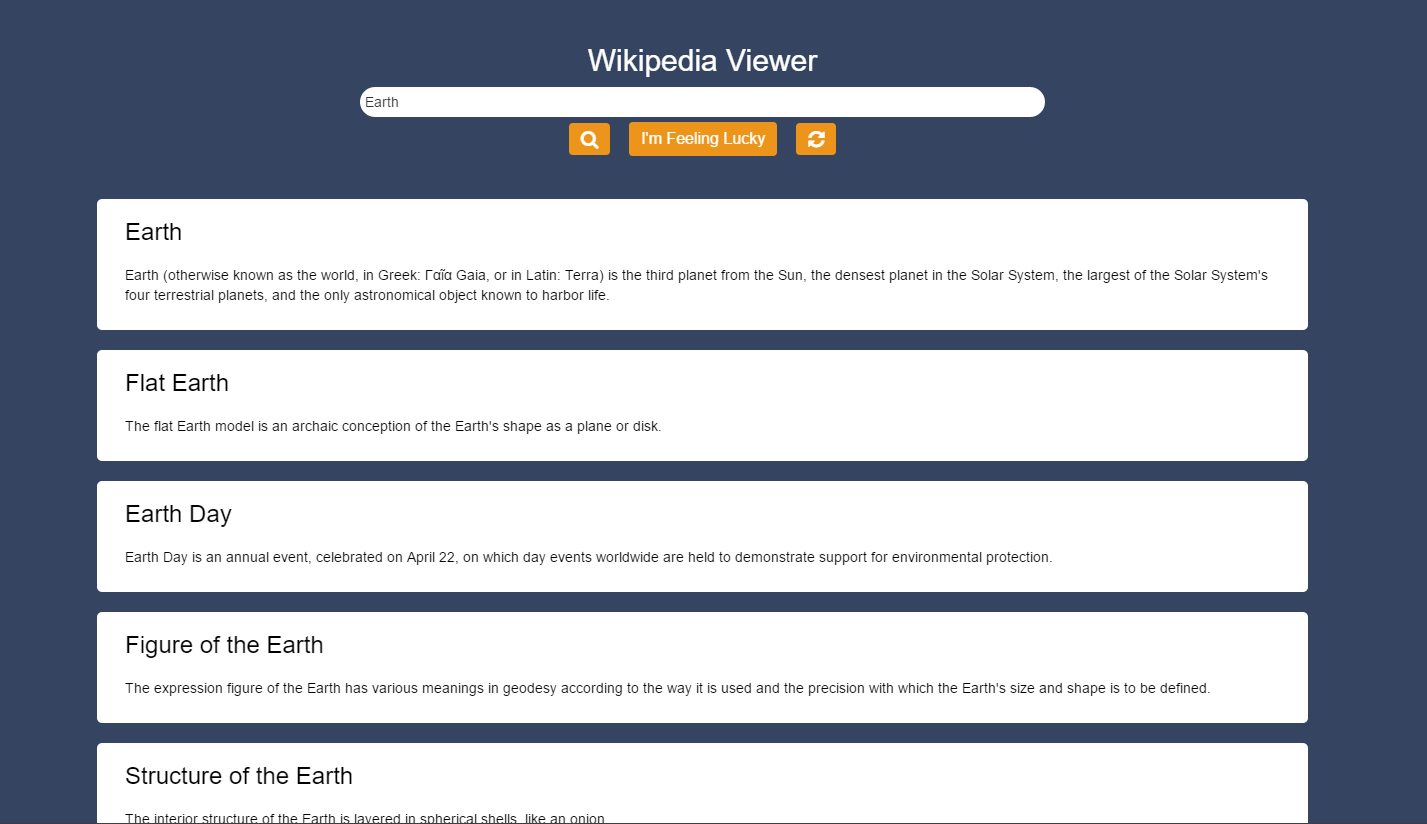 Wikipedia Viewer
Earth
I'm Feeling Lucky
Earth
Earth (otherwise known as the world, in Greek: Γαῖα Gaia, or in Latin: Terra) is the third planet from the Sun, the densest planet in the Solar System, the largest of the Solar System's
four terrestrial planets, and the only astronomical object known to harbor life.
Flat Earth
The flat Earth model is an archaic conception of the Earth's shape as a plane or disk.
Earth Day
Earth Day is an annual event, celebrated on April 22, on which day events worldwide are held to demonstrate support for environmental protection.
Figure of the Earth
The expression figure of the Earth has various meanings in geodesy according to the way it is used and the precision with which the Earth's size and shape is to be defined.
Structure of the Earth
The interior structure of the Earth is layered in spherical shells, like an onion.